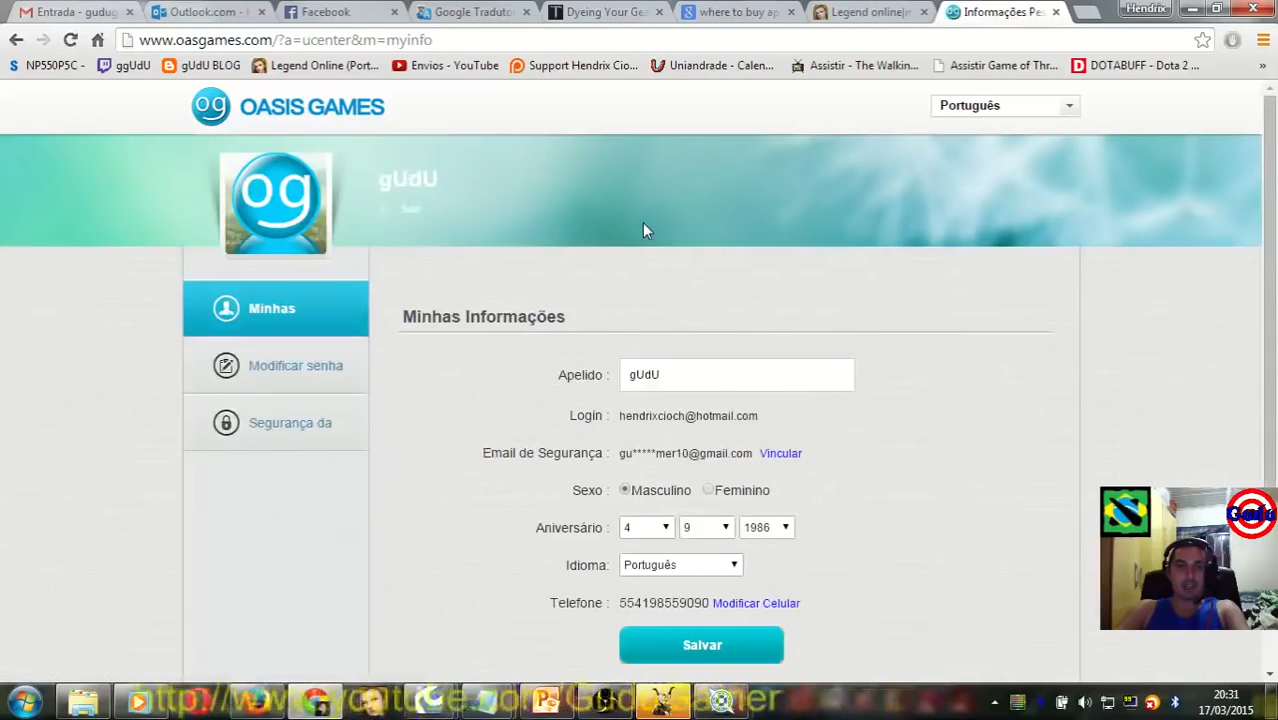 Entrada - gudug
Outlook.com -
Facebook
Google Tradutor
Dyeing Your Ge
where to buy ap
Legend online|
Informações Pes
Hendrix
www.oasgames.com/?a=ucenter&m=myinfo
NP550P5C -
ggUdU
gUdU BLOG
Legend Online (Port...
Envios - YouTube
Support Hendrix Cio...
Uniandrade - Calen...
Assistir - The Walkin...
Assistir Game of Thr...
DOTABUFF - Dota 2 ...
»
og OASIS GAMES
Português
og
gUdU
Sair
Minhas
Modificar senha
Segurança da
Minhas Informações
Apelido : gUdU
Login : hendrixcioch@hotmail.com
Email de Segurança : gu*****mer10@gmail.com Vincular
Sexo : Masculino Feminino
Aniversário : 4 9 1986
Idioma: Português
Telefone : 554198559090 Modificar Celular
Salvar
Gudu
20:31
17/03/2015